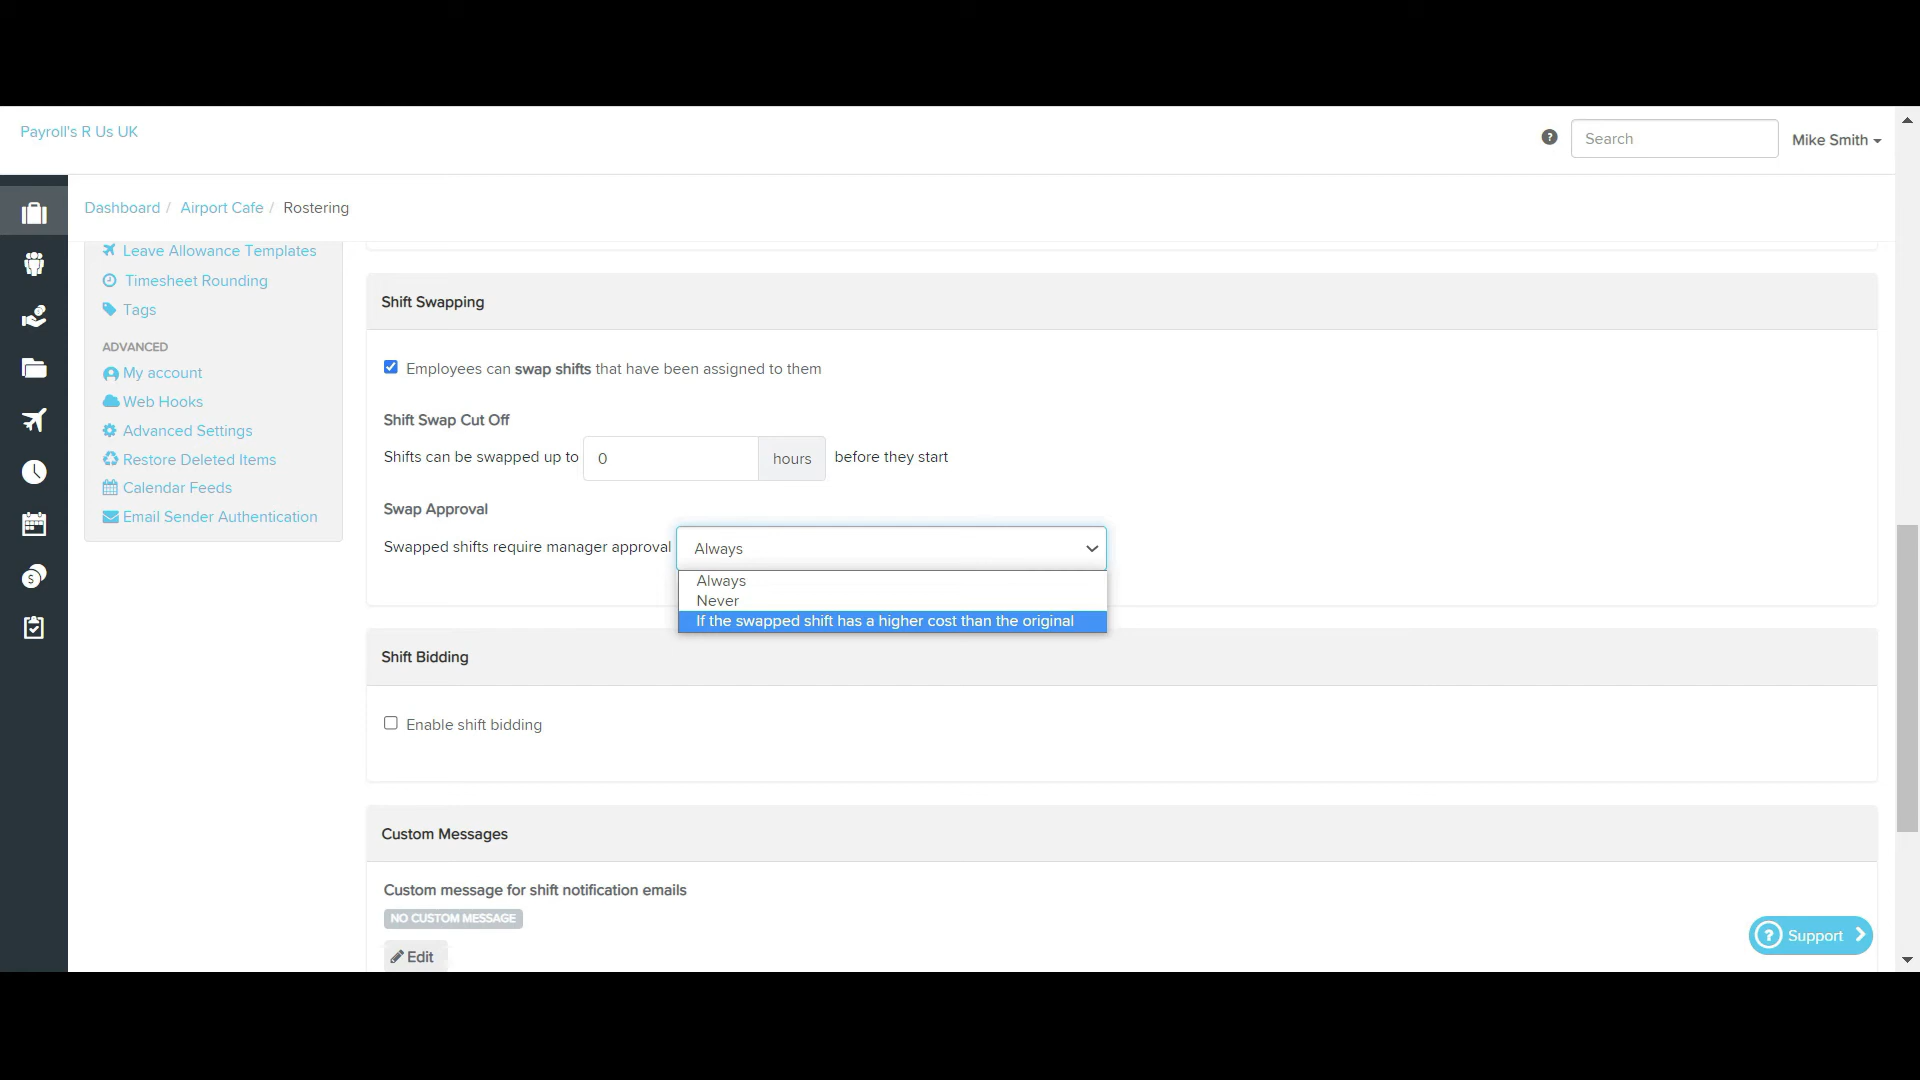 Payroll's R Us UK
Search
Mike Smith
Dashboard / Airport Cafe / Rostering
Leave Allowance Templates
Timesheet Rounding
Tags
ADVANCED
My account
Web Hooks
Advanced Settings
Restore Deleted Items
Calendar Feeds
Email Sender Authentication
Shift Swapping
Employees can swap shifts that have been assigned to them
Shift Swap Cut Off
Shifts can be swapped up to 0 hours before they start
Swap Approval
Swapped shifts require manager approval Always
Always
Never
If the swapped shift has a higher cost than the original
Shift Bidding
Enable shift bidding
Custom Messages
Custom message for shift notification emails
NO CUSTOM MESSAGE
Edit
? Support